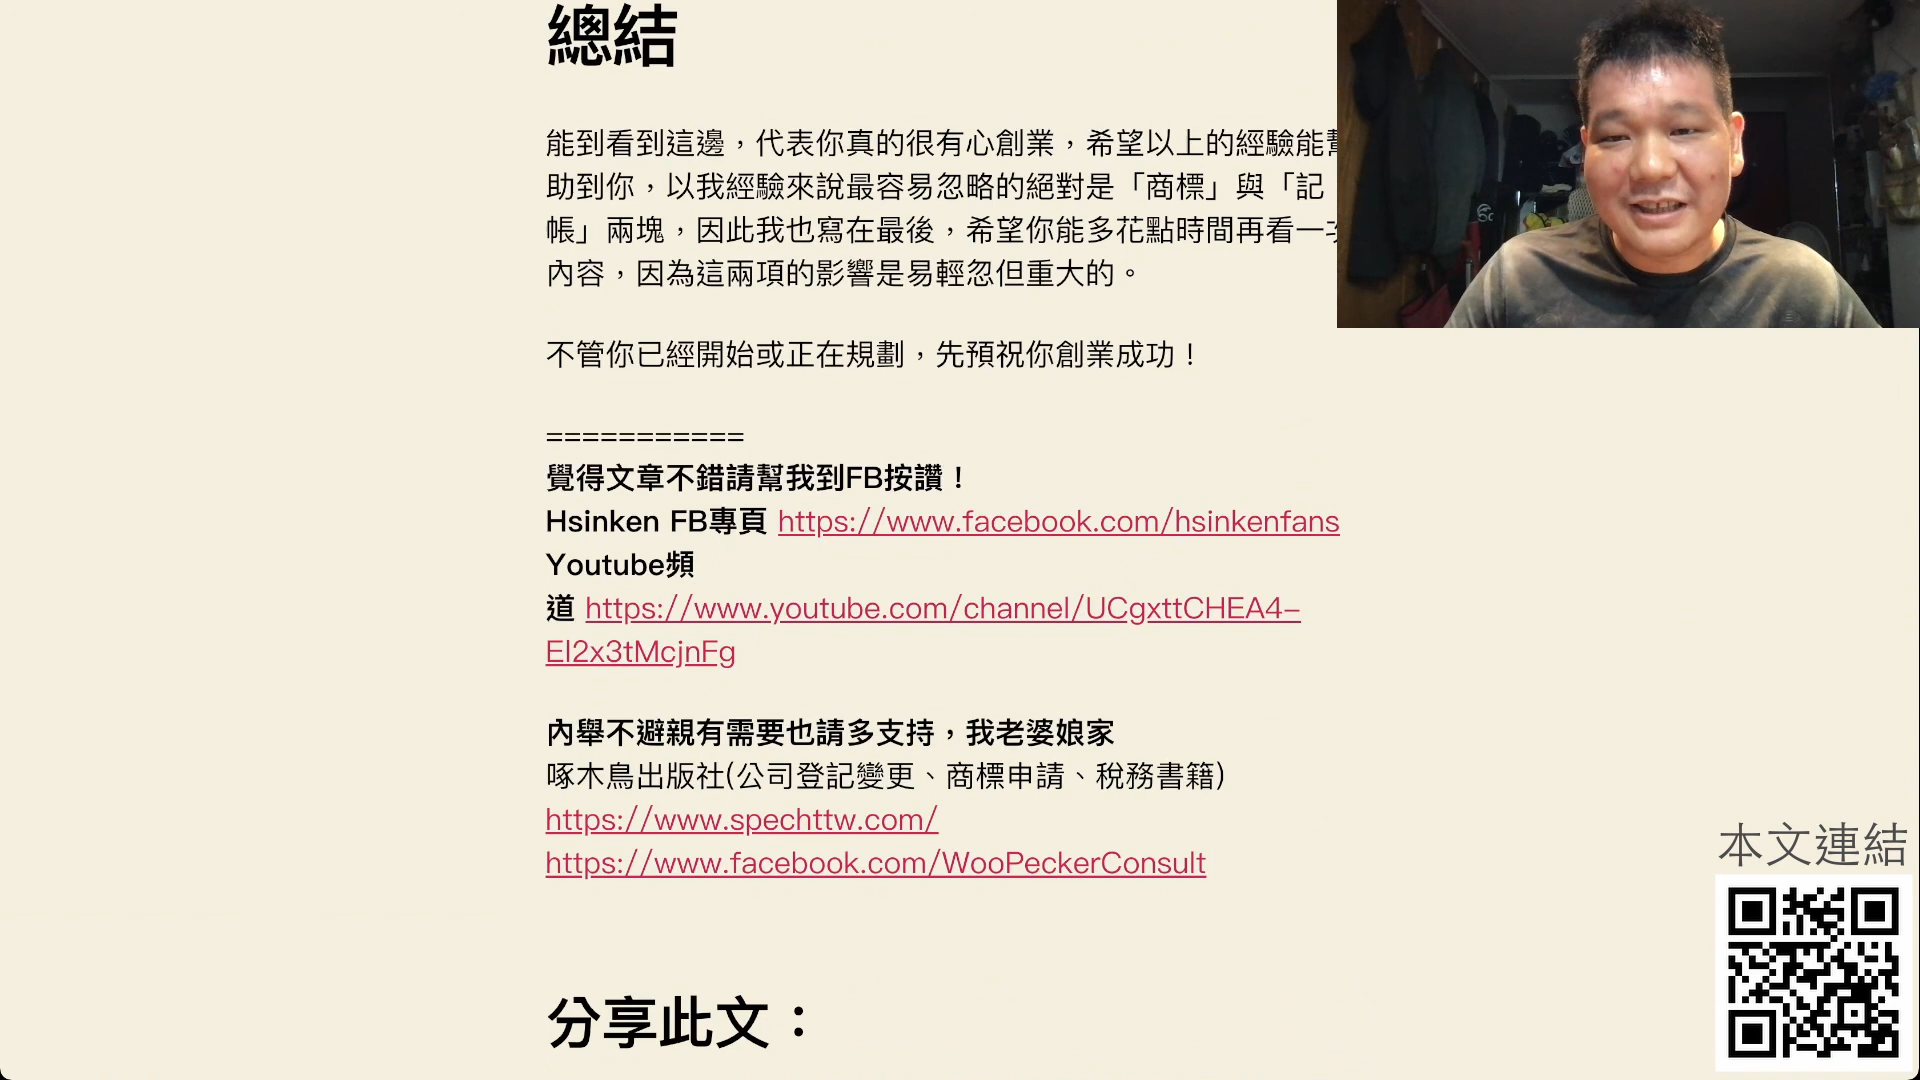 總結
能到看到這邊，代表你真的很有心創業，希望以上的經驗能
助到你，以我經驗來說最容易忽略的絕對是「商標」與「記
帳」兩塊，因此我也寫在最後，希望你能多花點時間再看一
內容，因為這兩項的影響是易輕忽但重大的。
不管你已經開始或正在規劃，先預祝你創業成功！
===========
覺得文章不錯請幫我到FB按讚！
Hsinken FB專頁 https://www.facebook.com/hsinkenfans
Youtube頻
道 https://www.youtube.com/channel/UCgxttCHEA4-
El2x3tMcjnFg
內舉不避親有需要也請多支持，我老婆娘家
啄木鳥出版社(公司登記變更、商標申請、稅務書籍)
https://www.spechttw.com/
https://www.facebook.com/WooPeckerConsult
分享此文：
本文連結